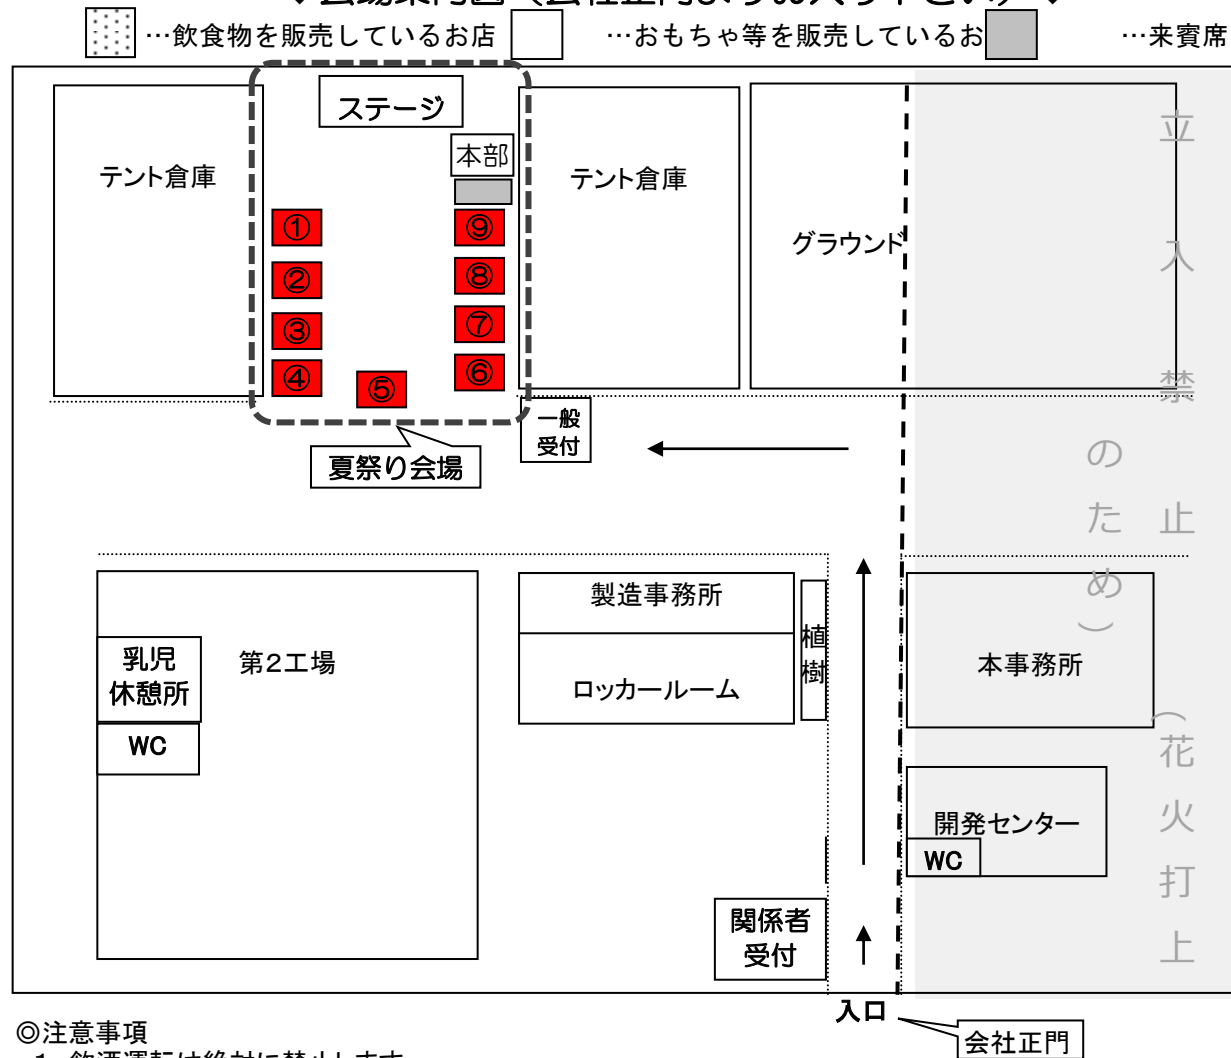 …飲食物を販売しているお店
…おもちゃ等を販売しているお
…来賓席
ステージ
本部
テント倉庫
テント倉庫
グラウンド
①
②
③
④
⑤
⑥
⑦
⑧
⑨
一般
受付
夏祭り会場
立入禁止
(花火打上
のため)
製造事務所
ロッカールーム
植樹
乳児
休憩所
WC
第2工場
本事務所
開発センター
WC
関係者
受付
入口
会社正門
◎注意事項